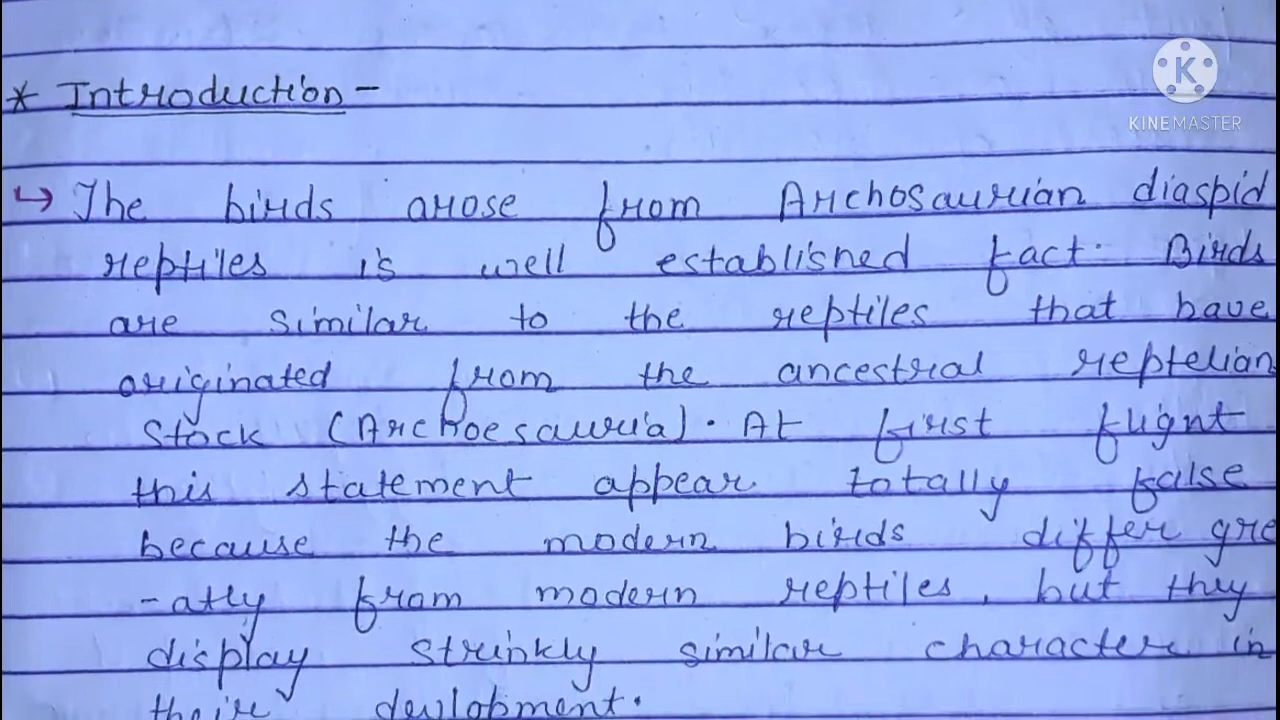 * Introduction -
K
KINEMASTER
↳ The birds arose from Archosaurian diaspid
reptiles is well established fact. Birds
are similar to the reptiles that have
originated from the ancestral reptelian
stock (Archoesauria). At first flignt
this statement appear totally false
because the modern birds differ gre
-atly from modern reptiles, but they
display strinkly similar character in
their devlopment.